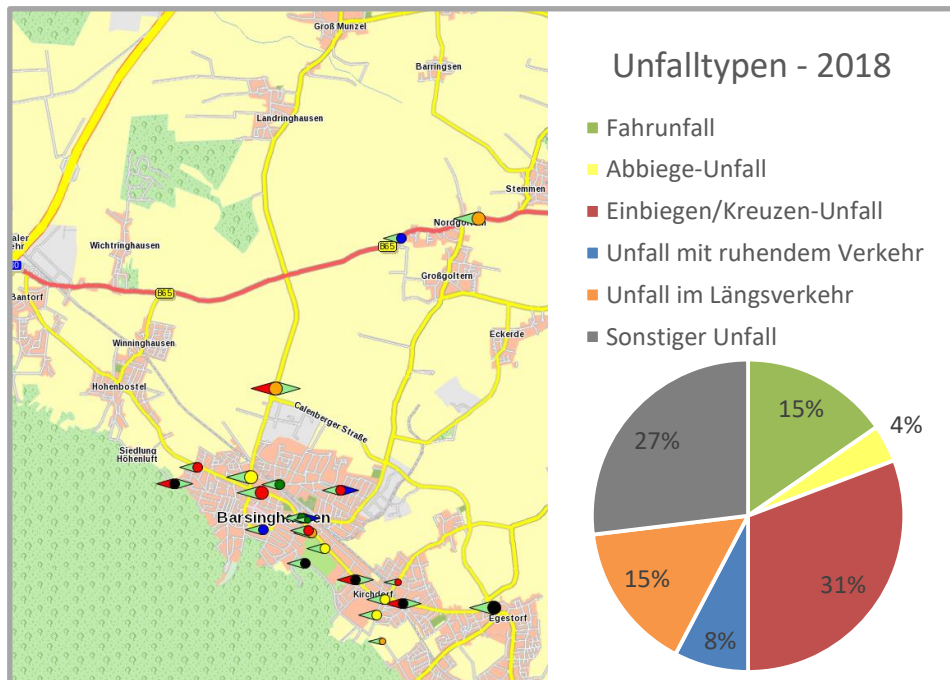 Groß Munzel
Barringsen
Landringhausen
Stemmen
Nordgoltern
Wichtringhausen
B65
Großgoltern
Bantorf
B65
Eckerde
Winninghausen
Hohenbostel
Calenberger Straße
Siedlung
Höhenluft
Barsinghausen
Kirchdorf
Egestorf
Unfalltypen - 2018
Fahrunfall
Abbiege-Unfall
Einbiegen/Kreuzen-Unfall
Unfall mit ruhendem Verkehr
Unfall im Längsverkehr
Sonstiger Unfall
15%
4%
27%
31%
15%
8%